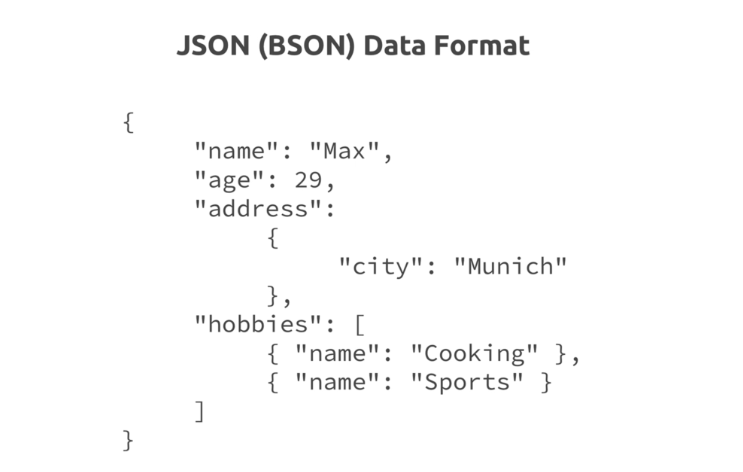 JSON (BSON) Data Format
{
"name": "Max",
"age": 29,
"address":
{
"city": "Munich"
},
"hobbies": [
{ "name": "Cooking" },
{ "name": "Sports" }
]
}